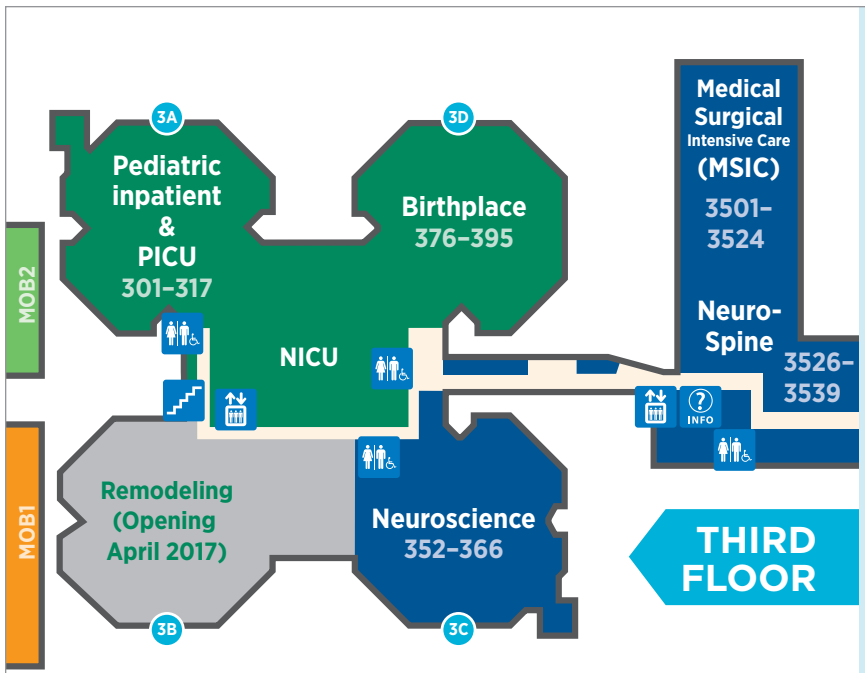 3A
Pediatric
inpatient
&
PICU
301–317
3D
Birthplace
376–395
Medical
Surgical
Intensive Care
(MSIC)
3501–
3524
Neuro-
Spine
3526–
3539
MOB2
NICU
INFO
MOB1
Remodeling
(Opening
April 2017)
3B
Neuroscience
352–366
3C
THIRD
FLOOR